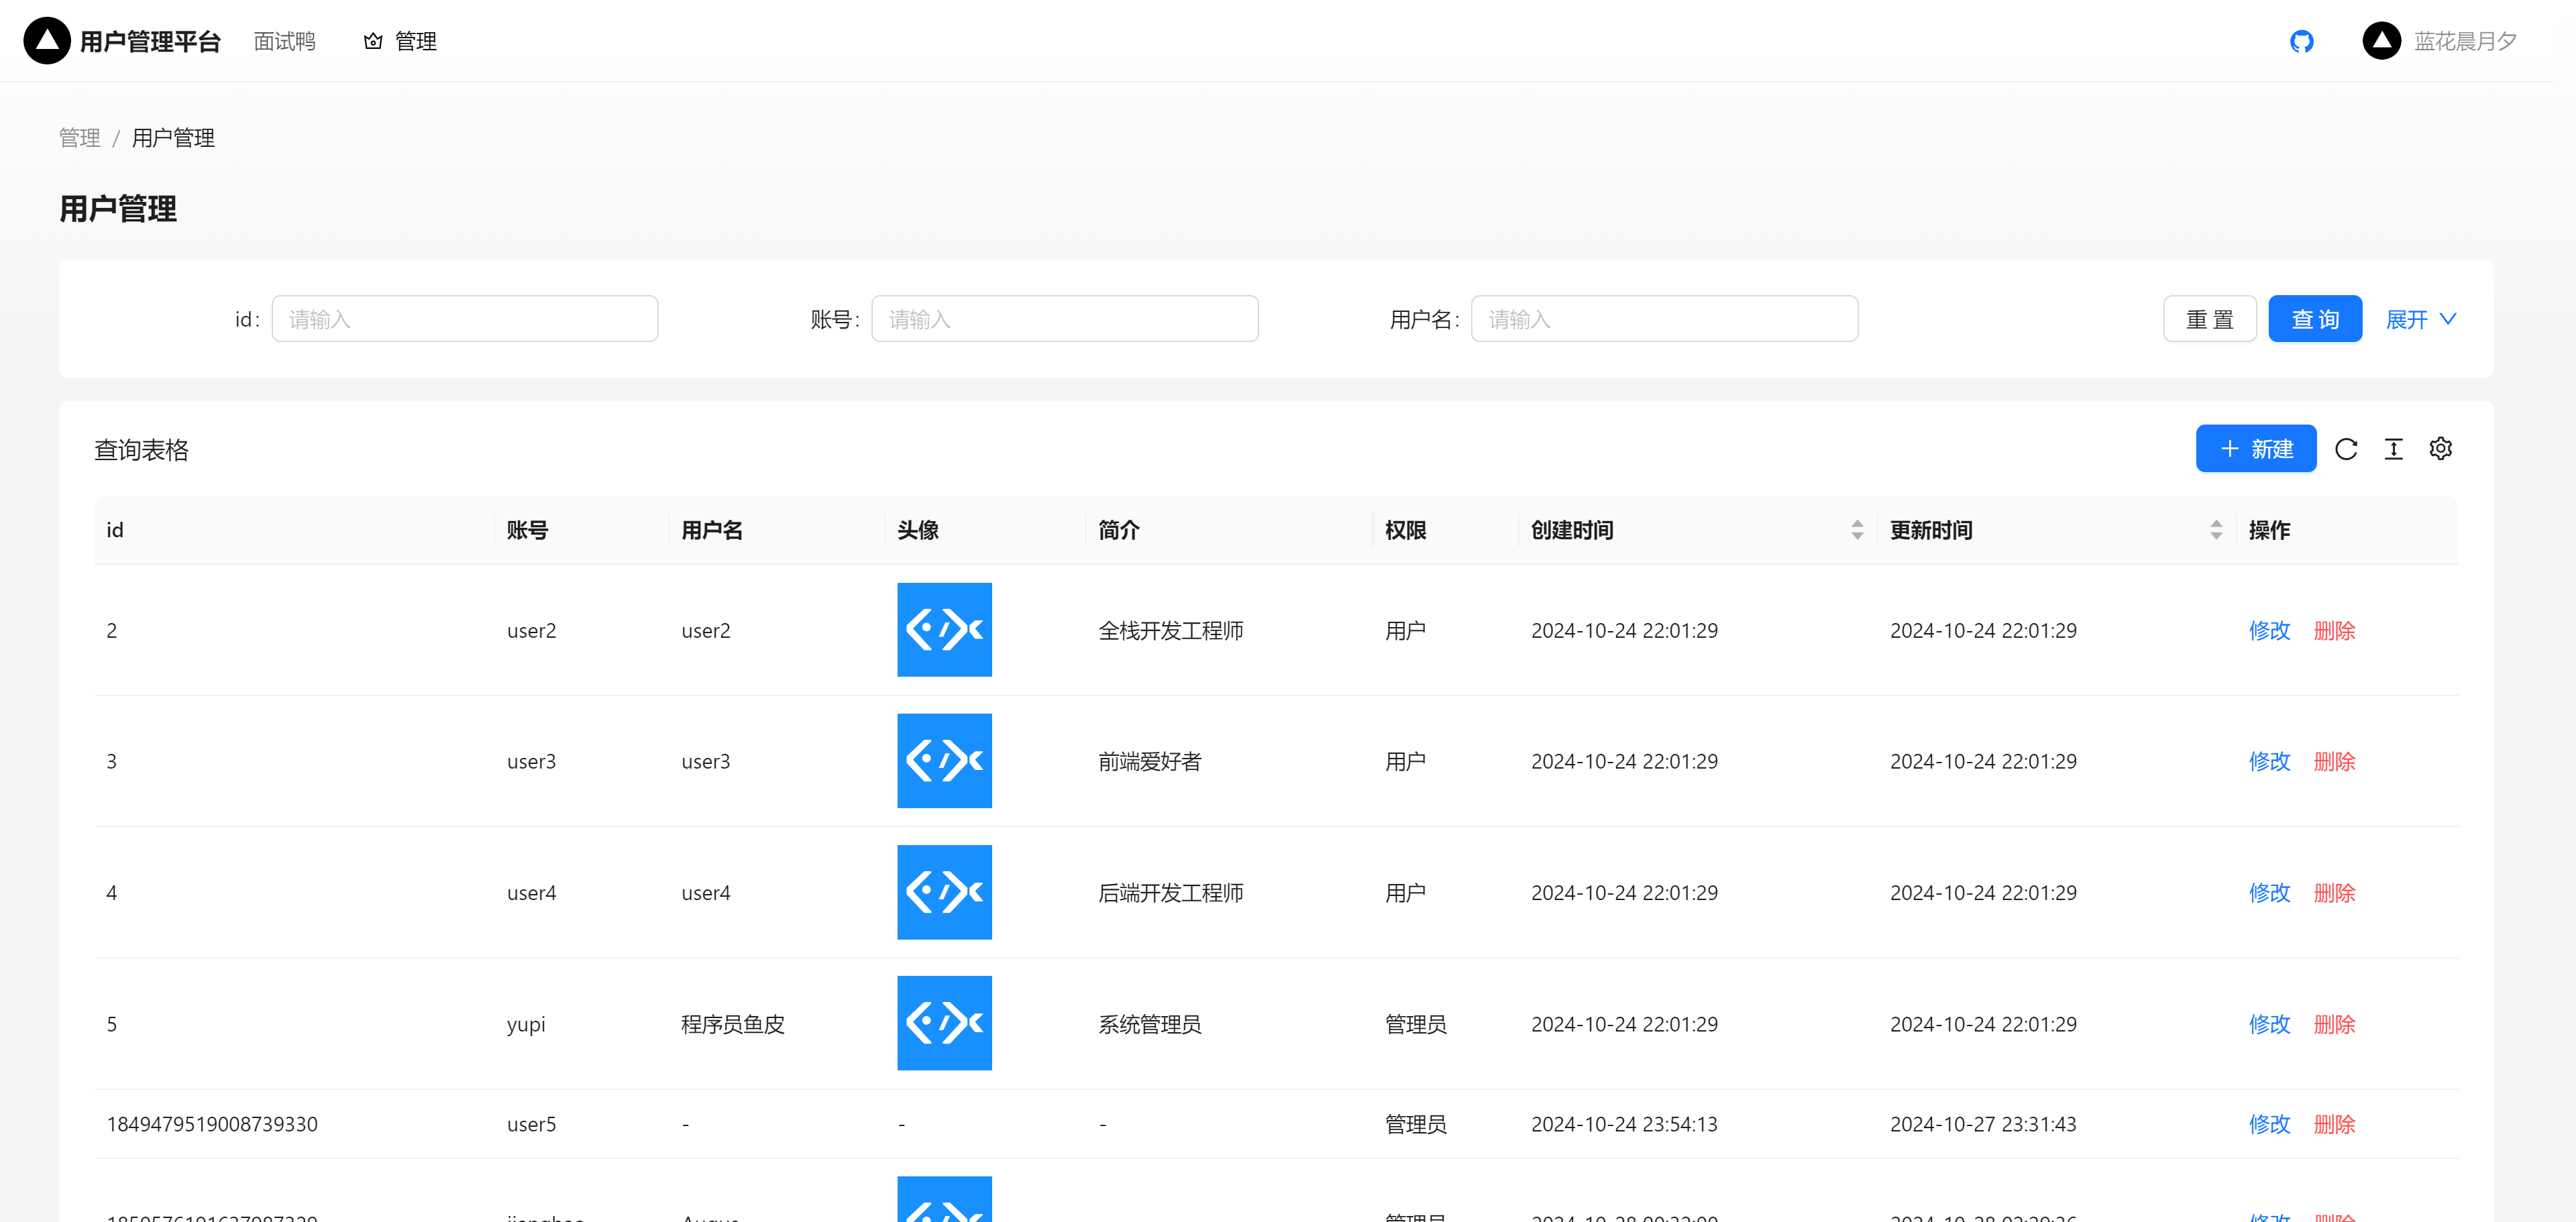 用户管理平台 面试鸭 管理 蓝花晨月夕
管理 / 用户管理
用户管理
id: 请输入 账号: 请输入 用户名: 请输入 重 置 查 询 展开
查询表格 新建
id 账号 用户名 头像 简介 权限 创建时间 更新时间 操作
2 user2 user2 全栈开发工程师 用户 2024-10-24 22:01:29 2024-10-24 22:01:29 修改 删除
3 user3 user3 前端爱好者 用户 2024-10-24 22:01:29 2024-10-24 22:01:29 修改 删除
4 user4 user4 后端开发工程师 用户 2024-10-24 22:01:29 2024-10-24 22:01:29 修改 删除
5 yupi 程序员鱼皮 系统管理员 管理员 2024-10-24 22:01:29 2024-10-24 22:01:29 修改 删除
1849479519008739330 user5 - - - 管理员 2024-10-24 23:54:13 2024-10-27 23:31:43 修改 删除
管理员 修改 删除